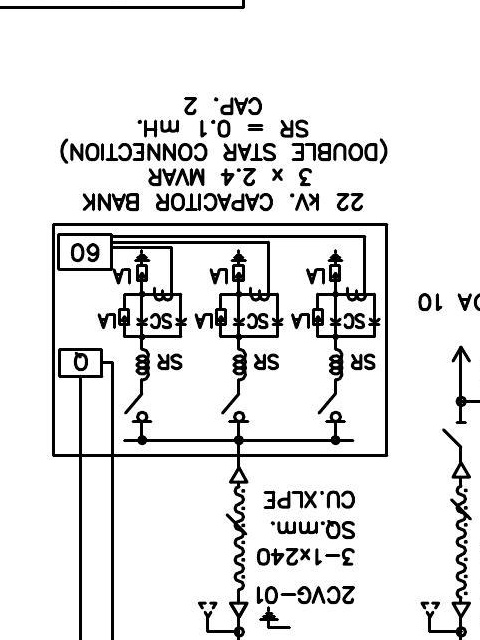 2CVG-01
3-1x240
SQ.mm.
CU.XLPE
SR
SR
SR
Q
10
SC
LA
SC
LA
SC
LA
LA
LA
LA
60
22 kV. CAPACITOR BANK
3 x 2.4 MVAR
(DOUBLE STAR CONNECTION)
SR = 0.1 mH.
CAP. 2